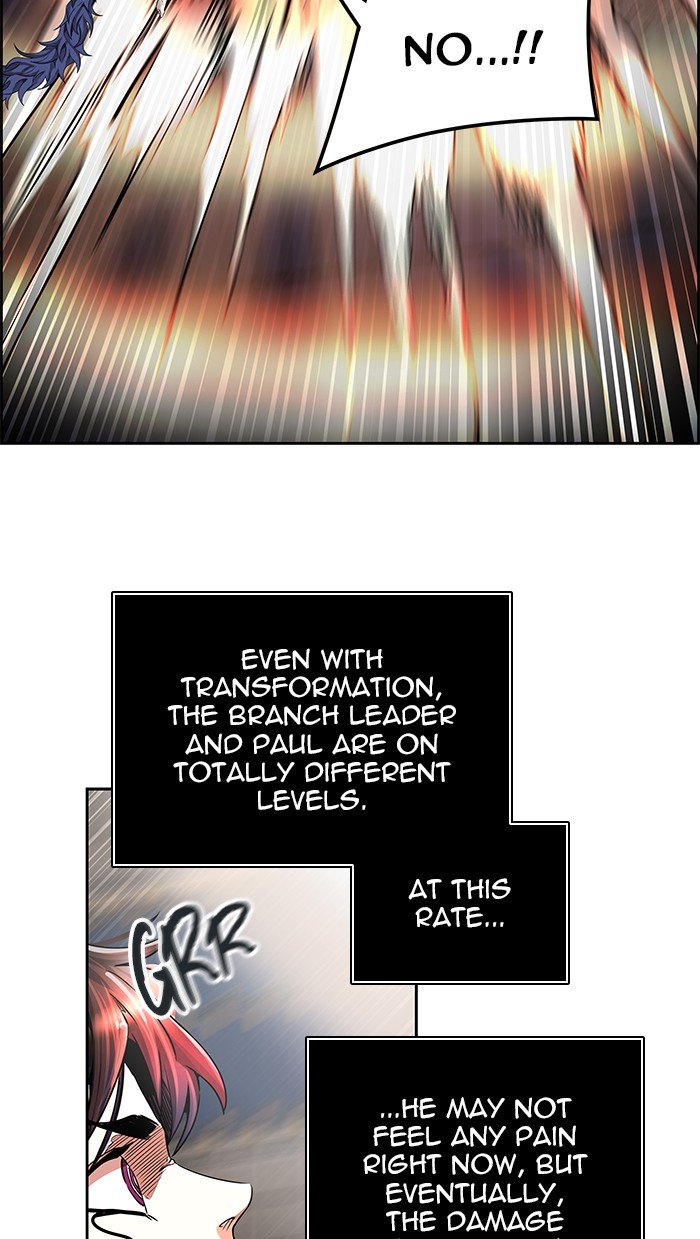 NO...!!
EVEN WITH
TRANSFORMATION,
THE BRANCH LEADER
AND PAUL ARE ON
TOTALLY DIFFERENT
LEVELS.
AT THIS
RATE...
GRR
...HE MAY NOT
FEEL ANY PAIN
RIGHT NOW, BUT
EVENTUALLY,
THE DAMAGE